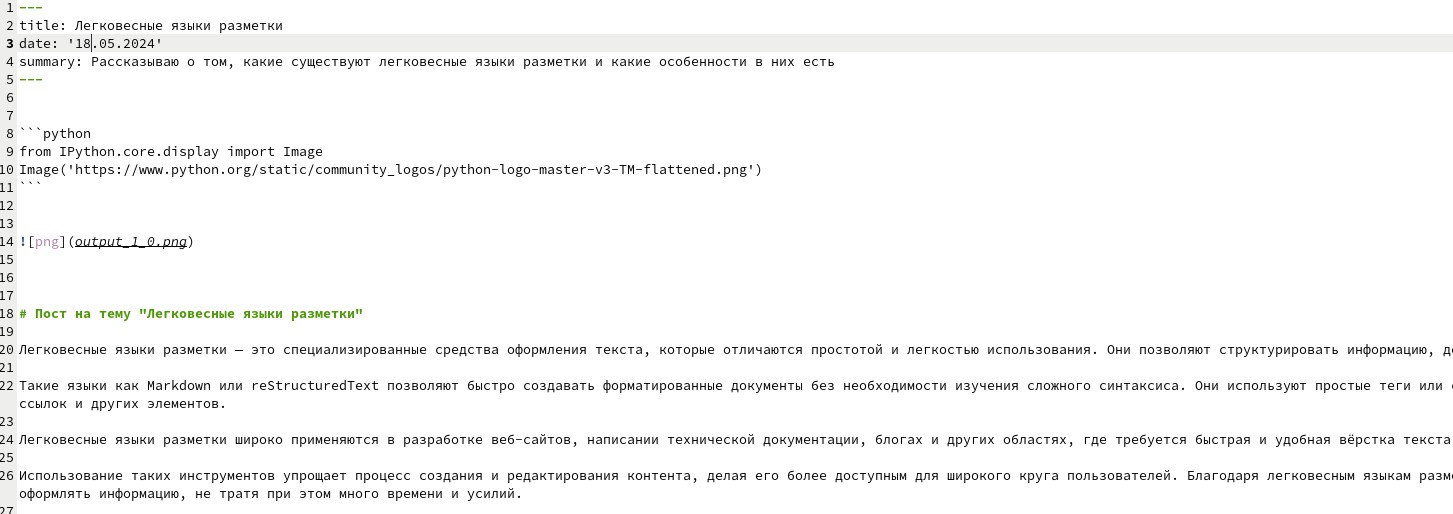 1 ---
2 title: Легковесные языки разметки
3 date: '18.05.2024'
4 summary: Рассказываю о том, какие существуют легковесные языки разметки и какие особенности в них есть
5 ---
6
7
8 ```python
9 from IPython.core.display import Image
10 Image('https://www.python.org/static/community_logos/python-logo-master-v3-TM-flattened.png')
11 ```
12
13
14 ![png](output_1_0.png)
15
16
17
18 # Пост на тему "Легковесные языки разметки"
19
20 Легковесные языки разметки — это специализированные средства оформления текста, которые отличаются простотой и легкостью использования. Они позволяют структурировать информацию,
21
22 Такие языки как Markdown или reStructuredText позволяют быстро создавать форматированные документы без необходимости изучения сложного синтаксиса. Они используют простые теги или
ссылок и других элементов.
23
24 Легковесные языки разметки широко применяются в разработке веб-сайтов, написании технической документации, блогах и других областях, где требуется быстрая и удобная вёрстка текста
25
26 Использование таких инструментов упрощает процесс создания и редактирования контента, делая его более доступным для широкого круга пользователей. Благодаря легковесным языкам
оформлять информацию, не тратя при этом много времени и усилий.
27